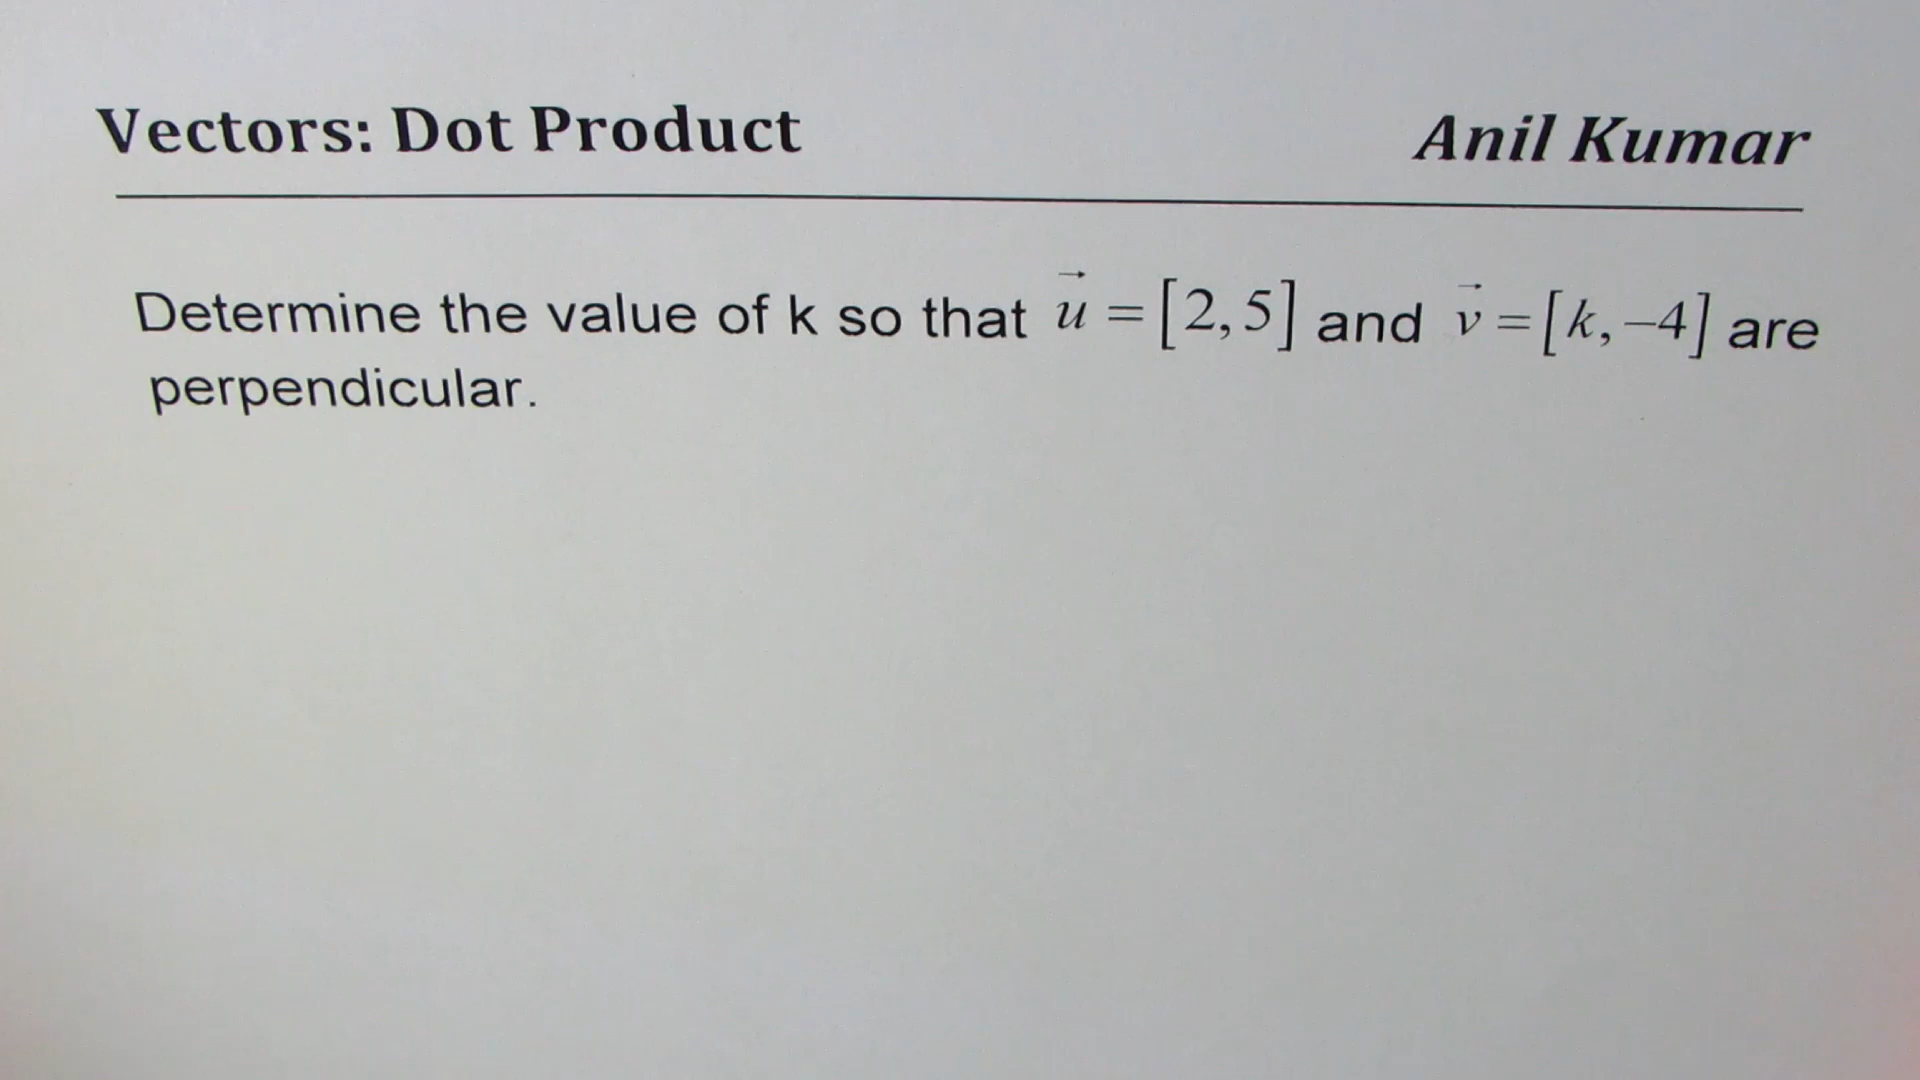 Vectors: Dot Product Anil Kumar
Determine the value of k so that u⃗ = [2,5] and v⃗ = [k,−4] are
perpendicular.